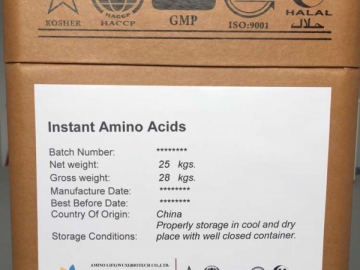 KOSHER
HACCP
HACCP
GMP
ISO:9001
HALAL
حلال
Instant Amino Acids
Batch Number: ********
Net weight: 25 kgs.
Gross weight: 28 kgs.
Manufacture Date: ********
Best Before Date: ********
Country Of Origin: China
Storage Conditions: Properly storage in cool and dry
place with well closed container.